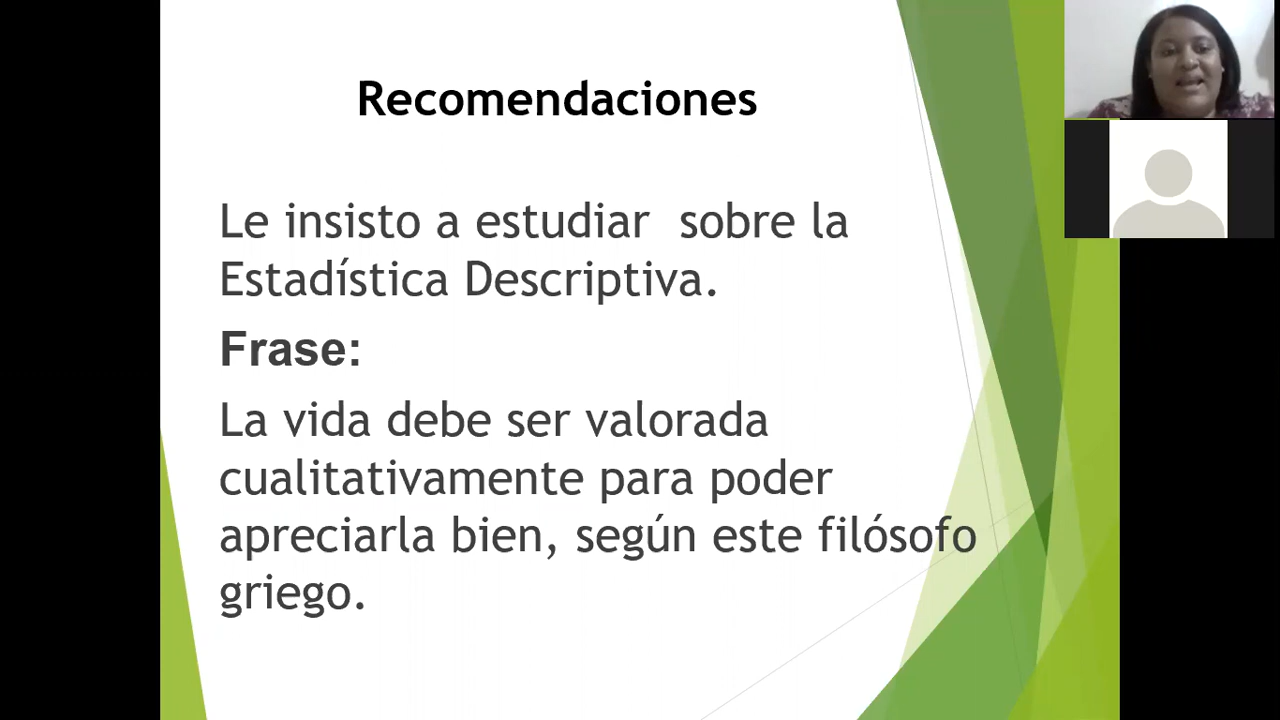 Recomendaciones
Le insisto a estudiar  sobre la
Estadística Descriptiva.
Frase:
La vida debe ser valorada
cualitativamente para poder
apreciarla bien, según este filósofo
griego.